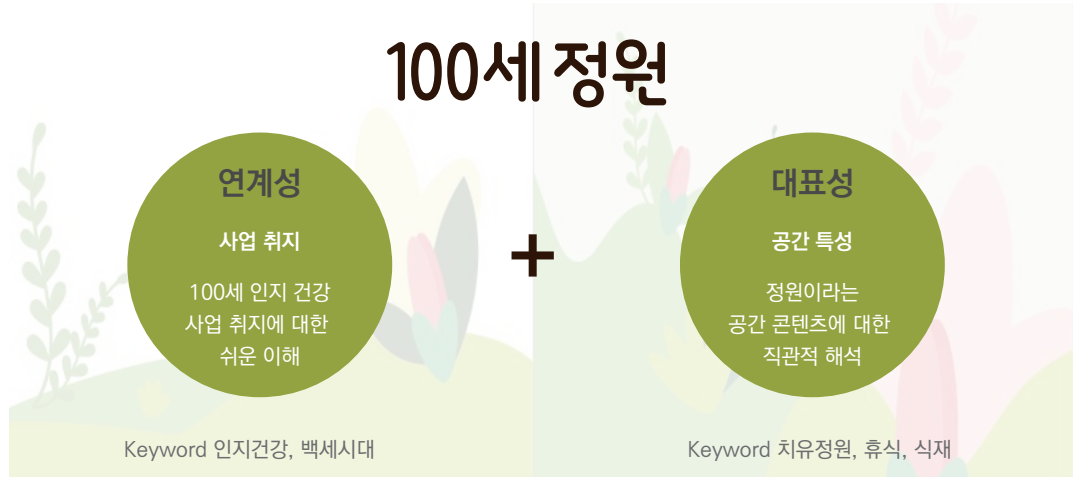 100세 정원
연계성
사업 취지
100세 인지 건강
사업 취지에 대한
쉬운 이해
Keyword 인지건강, 백세시대
+
대표성
공간 특성
정원이라는
공간 콘텐츠에 대한
직관적 해석
Keyword 치유정원, 휴식, 식재